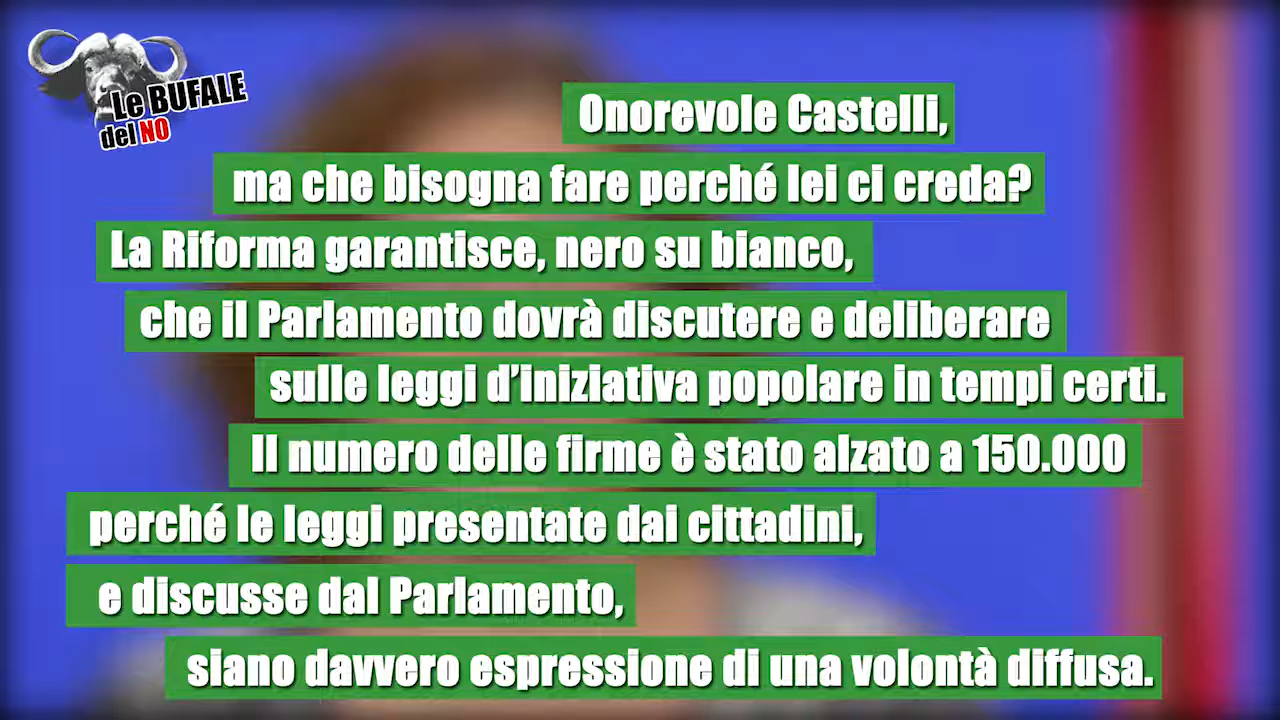 Le BUFALE
del NO
Onorevole Castelli,
ma che bisogna fare perché lei ci creda?
La Riforma garantisce, nero su bianco,
che il Parlamento dovrà discutere e deliberare
sulle leggi d’iniziativa popolare in tempi certi.
Il numero delle firme è stato alzato a 150.000
perché le leggi presentate dai cittadini,
e discusse dal Parlamento,
siano davvero espressione di una volontà diffusa.